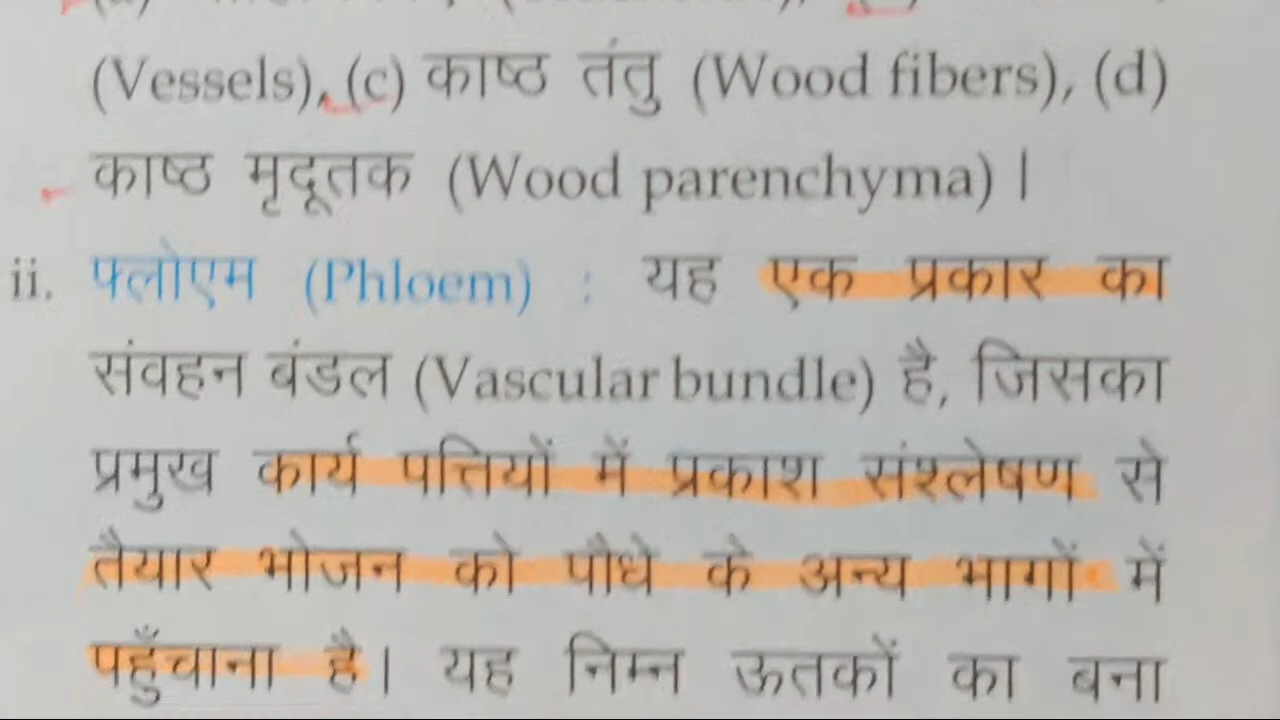 (Vessels), (c) काष्ठ तंतु (Wood fibers), (d)
काष्ठ मृदूतक (Wood parenchyma) |
ii. फ्लोएम (Phloem) : यह एक प्रकार का
संवहन बंडल (Vascular bundle) है, जिसका
प्रमुख कार्य पत्तियों में प्रकाश संश्लेषण से
तैयार भोजन को पौधे के अन्य भागों में
पहुँचाना है। यह निम्न ऊतकों का बना